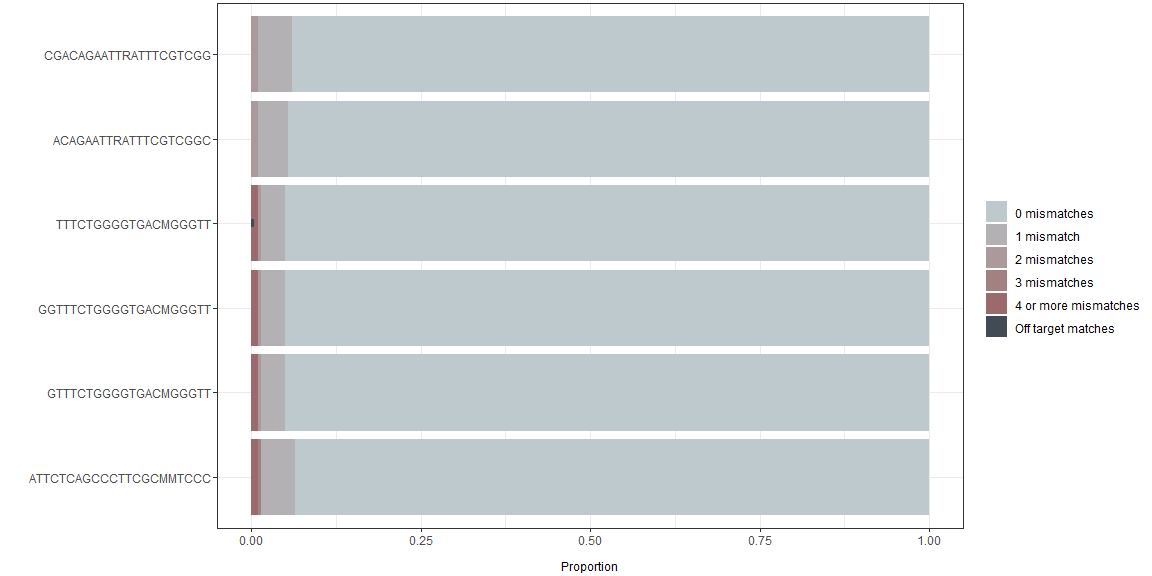 CGACAGAATTRATTTCGTCGG
ACAGAATTRATTTCGTCGGC
TTTCTGGGGTGACMGGGTT
GGTTTCTGGGGTGACMGGGTT
GTTTCTGGGGTGACMGGGTT
ATTCTCAGCCCTTCGCMMTCCC
0.00 0.25 0.50 0.75 1.00
Proportion
0 mismatches
1 mismatch
2 mismatches
3 mismatches
4 or more mismatches
Off target matches